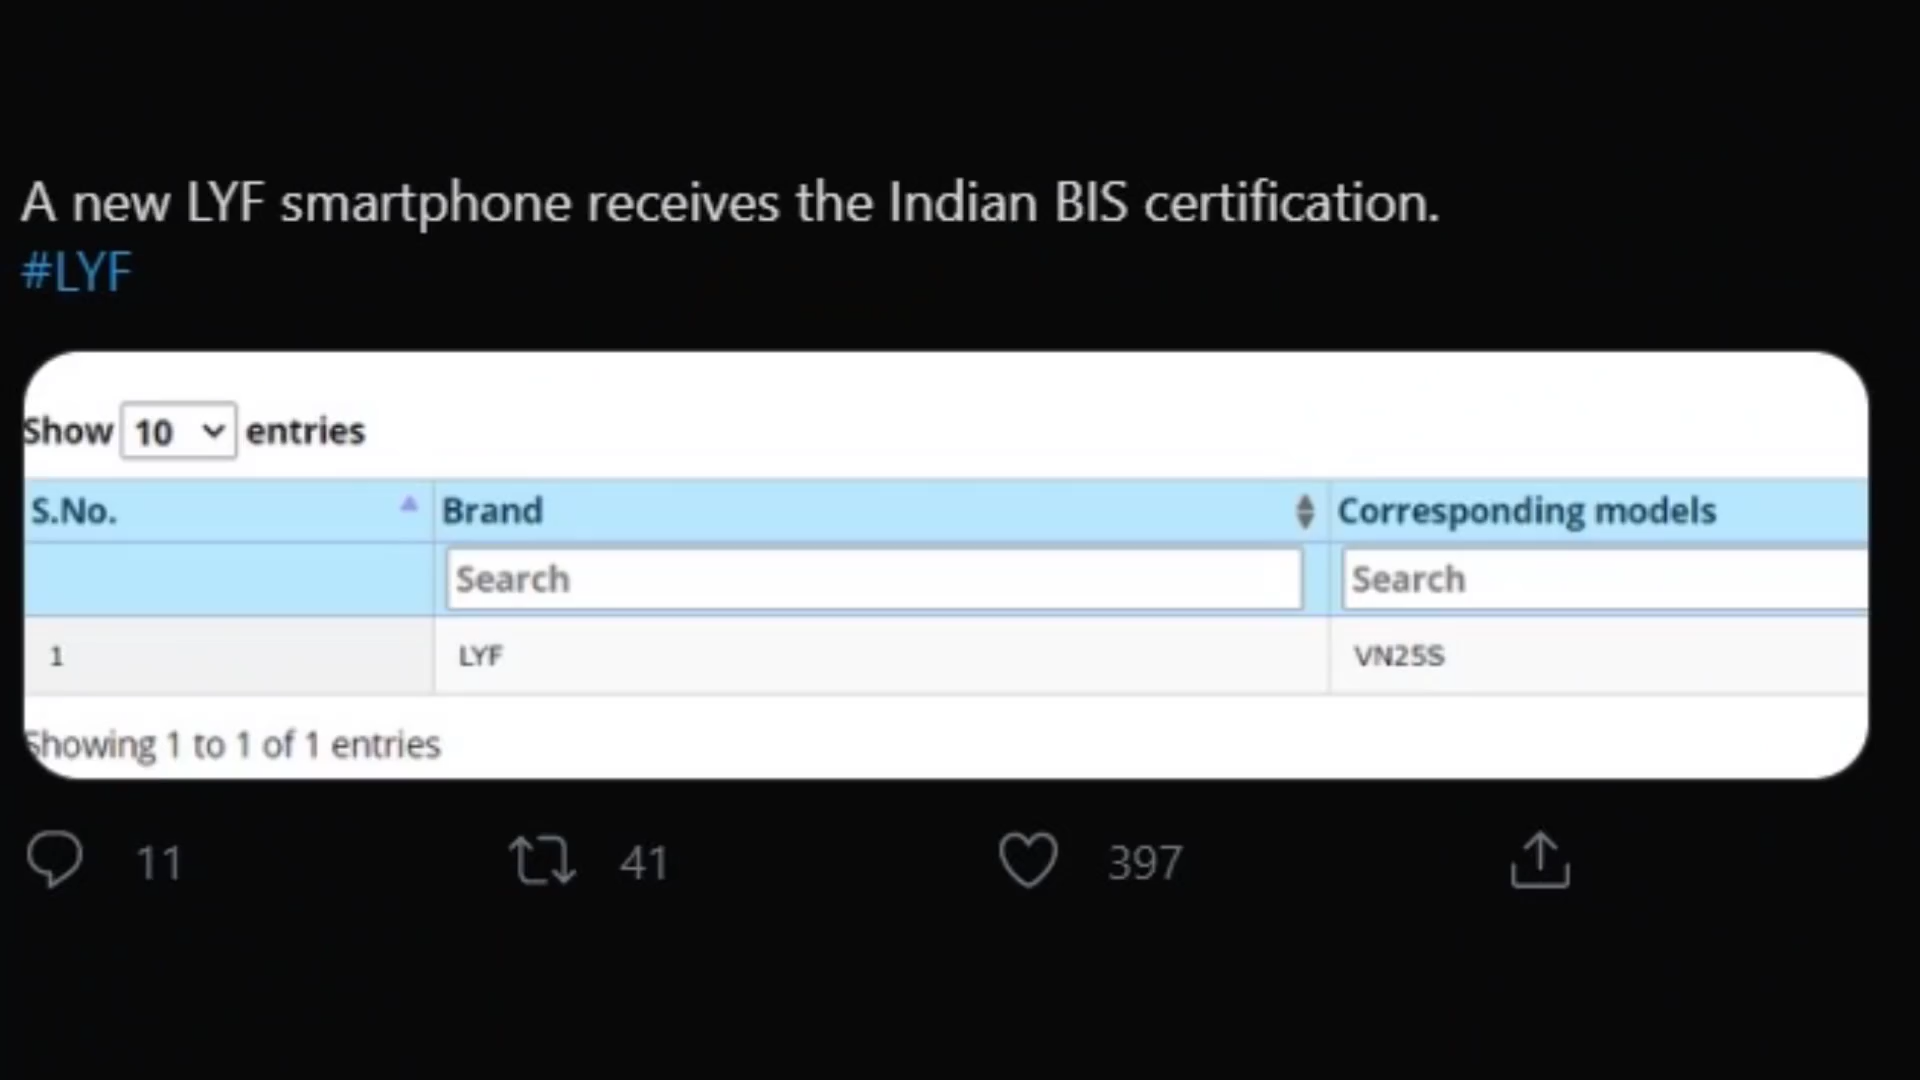 A new LYF smartphone receives the Indian BIS certification.
#LYF
Show 10 entries
S.No. Brand Corresponding models
Search Search
1 LYF VN25S
Showing 1 to 1 of 1 entries
11 41 397